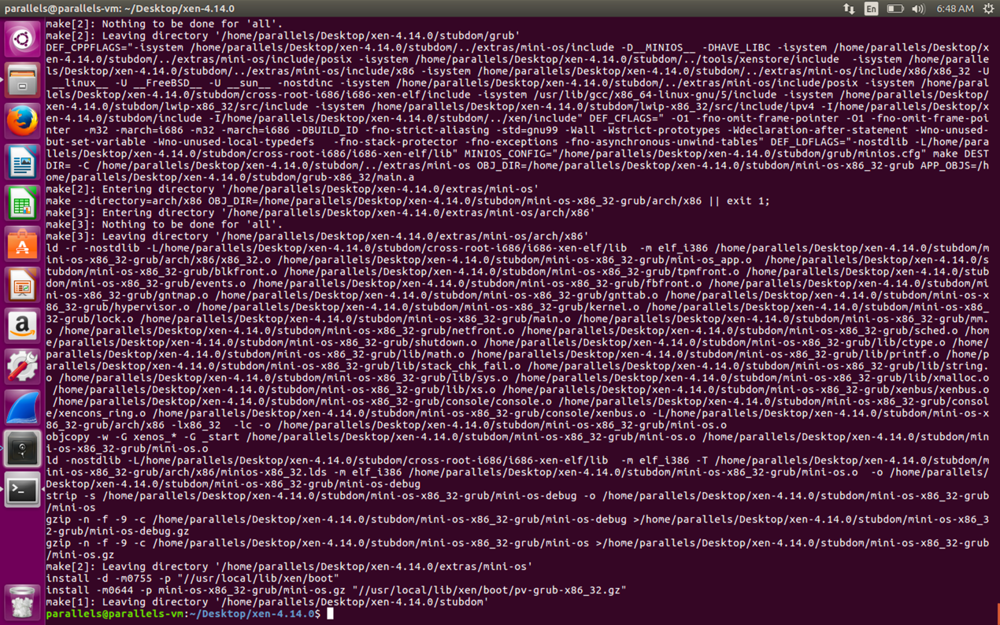 parallels@parallels-vm: ~/Desktop/xen-4.14.0
En
6:48 AM
make[2]: Nothing to be done for 'all'.
make[2]: Leaving directory '/home/parallels/Desktop/xen-4.14.0/stubdom/grub'
DEF_CPPFLAGS="-isystem /home/parallels/Desktop/xen-4.14.0/stubdom/../extras/mini-os/include -D__MINIOS__ -DHAVE_LIBC -isystem /home/parallels/Desktop/x
en-4.14.0/stubdom/../extras/mini-os/include/posix -isystem /home/parallels/Desktop/xen-4.14.0/stubdom/../tools/xenstore/include  -isystem /home/paralle
ls/Desktop/xen-4.14.0/stubdom/../extras/mini-os/include/x86 -isystem /home/parallels/Desktop/xen-4.14.0/stubdom/../extras/mini-os/include/x86/x86_32 -U
 __linux__ -U __FreeBSD__ -U __sun__ -nostdinc -isystem /home/parallels/Desktop/xen-4.14.0/stubdom/../extras/mini-os/include/posix -isystem /home/paral
lels/Desktop/xen-4.14.0/stubdom/cross-root-i686/i686-xen-elf/include -isystem /usr/lib/gcc/x86_64-linux-gnu/5/include -isystem /home/parallels/Desktop/
xen-4.14.0/stubdom/lwip-x86_32/src/include -isystem /home/parallels/Desktop/xen-4.14.0/stubdom/lwip-x86_32/src/include/ipv4 -I/home/parallels/Desktop/x
en-4.14.0/stubdom/include -I/home/parallels/Desktop/xen-4.14.0/stubdom/../xen/include" DEF_CFLAGS=" -O1 -fno-omit-frame-pointer -O1 -fno-omit-frame-poi
nter  -m32 -march=i686 -m32 -march=i686 -DBUILD_ID -fno-strict-aliasing -std=gnu99 -Wall -Wstrict-prototypes -Wdeclaration-after-statement -Wno-unused-
but-set-variable -Wno-unused-local-typedefs   -fno-stack-protector -fno-exceptions -fno-asynchronous-unwind-tables" DEF_LDFLAGS="-nostdlib -L/home/para
llels/Desktop/xen-4.14.0/stubdom/cross-root-i686/i686-xen-elf/lib" MINIOS_CONFIG="/home/parallels/Desktop/xen-4.14.0/stubdom/grub/minios.cfg" make DEST
DIR= -C /home/parallels/Desktop/xen-4.14.0/stubdom/../extras/mini-os OBJ_DIR=/home/parallels/Desktop/xen-4.14.0/stubdom/mini-os-x86_32-grub APP_OBJS=/h
ome/parallels/Desktop/xen-4.14.0/stubdom/grub-x86_32/main.a
make[2]: Entering directory '/home/parallels/Desktop/xen-4.14.0/extras/mini-os'
make --directory=arch/x86 OBJ_DIR=/home/parallels/Desktop/xen-4.14.0/stubdom/mini-os-x86_32-grub/arch/x86 || exit 1;
make[3]: Entering directory '/home/parallels/Desktop/xen-4.14.0/extras/mini-os/arch/x86'
make[3]: Nothing to be done for 'all'.
make[3]: Leaving directory '/home/parallels/Desktop/xen-4.14.0/extras/mini-os/arch/x86'
ld -r -nostdlib -L/home/parallels/Desktop/xen-4.14.0/stubdom/cross-root-i686/i686-xen-elf/lib  -m elf_i386 /home/parallels/Desktop/xen-4.14.0/stubdom/m
ini-os-x86_32-grub/arch/x86/x86_32.o /home/parallels/Desktop/xen-4.14.0/stubdom/mini-os-x86_32-grub/mini-os_app.o  /home/parallels/Desktop/xen-4.14.0/s
tubdom/mini-os-x86_32-grub/blkfront.o /home/parallels/Desktop/xen-4.14.0/stubdom/mini-os-x86_32-grub/tpmfront.o /home/parallels/Desktop/xen-4.14.0/stub
dom/mini-os-x86_32-grub/events.o /home/parallels/Desktop/xen-4.14.0/stubdom/mini-os-x86_32-grub/fbfront.o /home/parallels/Desktop/xen-4.14.0/stubdom/mi
ni-os-x86_32-grub/gntmap.o /home/parallels/Desktop/xen-4.14.0/stubdom/mini-os-x86_32-grub/gnttab.o /home/parallels/Desktop/xen-4.14.0/stubdom/mini-os-x
86_32-grub/hypervisor.o /home/parallels/Desktop/xen-4.14.0/stubdom/mini-os-x86_32-grub/kernel.o /home/parallels/Desktop/xen-4.14.0/stubdom/mini-os-x86_
32-grub/lock.o /home/parallels/Desktop/xen-4.14.0/stubdom/mini-os-x86_32-grub/main.o /home/parallels/Desktop/xen-4.14.0/stubdom/mini-os-x86_32-grub/mm.
o /home/parallels/Desktop/xen-4.14.0/stubdom/mini-os-x86_32-grub/netfront.o /home/parallels/Desktop/xen-4.14.0/stubdom/mini-os-x86_32-grub/sched.o /hom
e/parallels/Desktop/xen-4.14.0/stubdom/mini-os-x86_32-grub/shutdown.o /home/parallels/Desktop/xen-4.14.0/stubdom/mini-os-x86_32-grub/lib/ctype.o /home/
parallels/Desktop/xen-4.14.0/stubdom/mini-os-x86_32-grub/lib/math.o /home/parallels/Desktop/xen-4.14.0/stubdom/mini-os-x86_32-grub/lib/printf.o /home/p
arallels/Desktop/xen-4.14.0/stubdom/mini-os-x86_32-grub/lib/stack_chk_fail.o /home/parallels/Desktop/xen-4.14.0/stubdom/mini-os-x86_32-grub/lib/string.
o /home/parallels/Desktop/xen-4.14.0/stubdom/mini-os-x86_32-grub/lib/sys.o /home/parallels/Desktop/xen-4.14.0/stubdom/mini-os-x86_32-grub/lib/xmalloc.o
 /home/parallels/Desktop/xen-4.14.0/stubdom/mini-os-x86_32-grub/lib/xs.o /home/parallels/Desktop/xen-4.14.0/stubdom/mini-os-x86_32-grub/xenbus/xenbus.o
 /home/parallels/Desktop/xen-4.14.0/stubdom/mini-os-x86_32-grub/console/console.o /home/parallels/Desktop/xen-4.14.0/stubdom/mini-os-x86_32-grub/consol
e/xencons_ring.o /home/parallels/Desktop/xen-4.14.0/stubdom/mini-os-x86_32-grub/console/xenbus.o -L/home/parallels/Desktop/xen-4.14.0/stubdom/mini-os-x
86_32-grub/arch/x86 -lx86_32  -lc -o /home/parallels/Desktop/xen-4.14.0/stubdom/mini-os-x86_32-grub/mini-os.o
objcopy -w -G xenos_* -G _start /home/parallels/Desktop/xen-4.14.0/stubdom/mini-os-x86_32-grub/mini-os.o /home/parallels/Desktop/xen-4.14.0/stubdom/min
i-os-x86_32-grub/mini-os.o
ld -nostdlib -L/home/parallels/Desktop/xen-4.14.0/stubdom/cross-root-i686/i686-xen-elf/lib  -m elf_i386 -T /home/parallels/Desktop/xen-4.14.0/stubdom/m
ini-os-x86_32-grub/arch/x86/minios-x86_32.lds -m elf_i386 /home/parallels/Desktop/xen-4.14.0/stubdom/mini-os-x86_32-grub/mini-os.o  -o /home/parallels/
Desktop/xen-4.14.0/stubdom/mini-os-x86_32-grub/mini-os-debug
strip -s /home/parallels/Desktop/xen-4.14.0/stubdom/mini-os-x86_32-grub/mini-os-debug -o /home/parallels/Desktop/xen-4.14.0/stubdom/mini-os-x86_32-grub
/mini-os
gzip -n -f -9 -c /home/parallels/Desktop/xen-4.14.0/stubdom/mini-os-x86_32-grub/mini-os-debug >/home/parallels/Desktop/xen-4.14.0/stubdom/mini-os-x86_3
2-grub/mini-os-debug.gz
gzip -n -f -9 -c /home/parallels/Desktop/xen-4.14.0/stubdom/mini-os-x86_32-grub/mini-os >/home/parallels/Desktop/xen-4.14.0/stubdom/mini-os-x86_32-grub
/mini-os.gz
make[2]: Leaving directory '/home/parallels/Desktop/xen-4.14.0/extras/mini-os'
install -d -m0755 -p "//usr/local/lib/xen/boot"
install -m0644 -p mini-os-x86_32-grub/mini-os.gz "//usr/local/lib/xen/boot/pv-grub-x86_32.gz"
make[1]: Leaving directory '/home/parallels/Desktop/xen-4.14.0/stubdom'
parallels@parallels-vm:~/Desktop/xen-4.14.0$